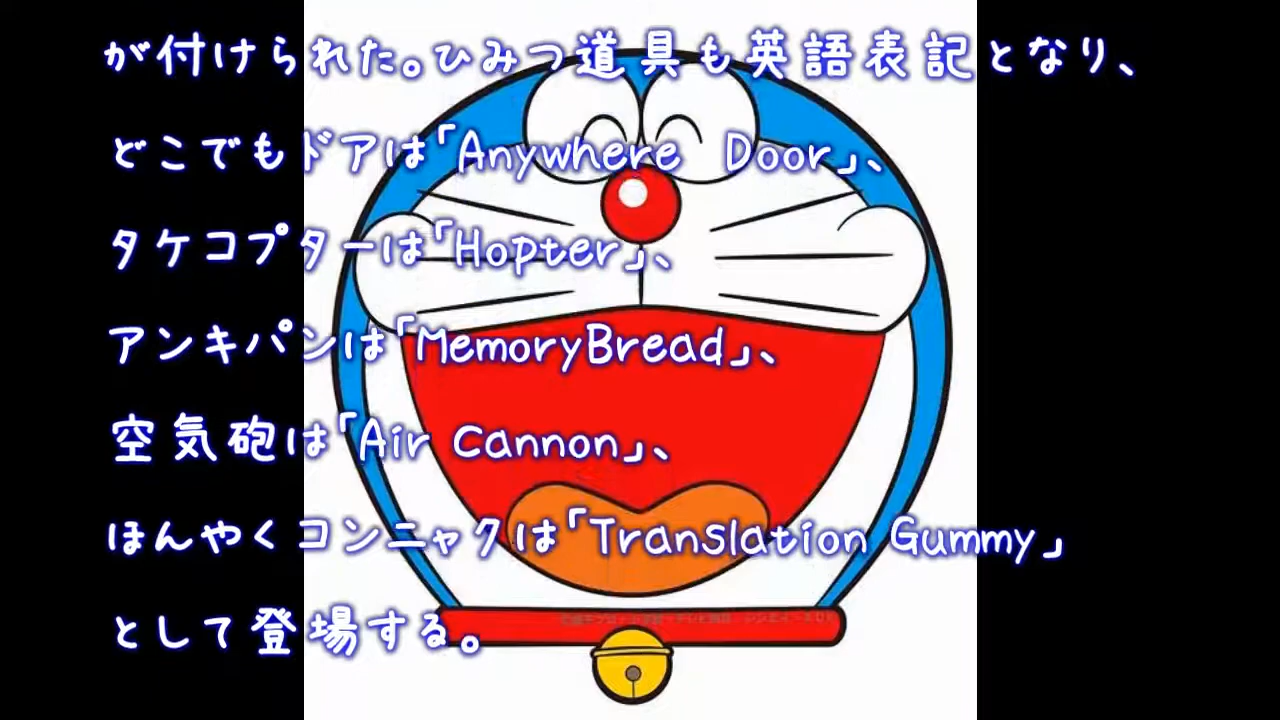 が付けられた。ひみつ道具も英語表記となり、
どこでもドアは「Anywhere Door」、
タケコプターは「Hopter」、
アンキパンは「MemoryBread」、
空気砲は「Air Cannon」、
ほんやくコンニャクは「Translation Gummy」
として登場する。